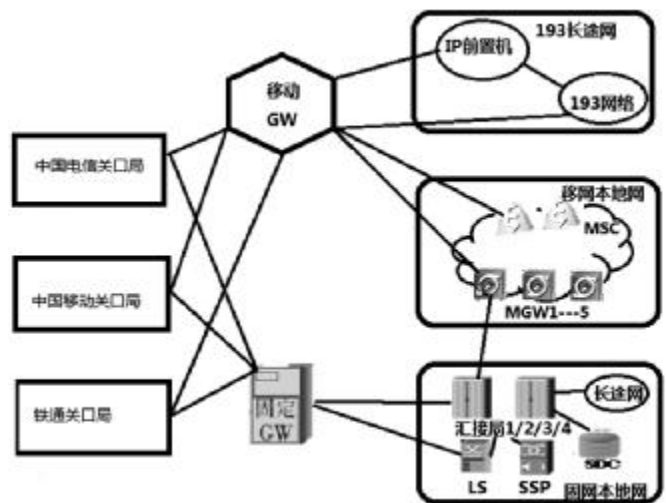 193长途网
IP前置机
193网络
移动
GW
中国电信关口局
中国移动关口局
铁通关口局
移网本地网
MSC
MGW1---5
固定
GW
长途网
汇接局1/2/3/4
SDC
LS
SSP
固网本地网